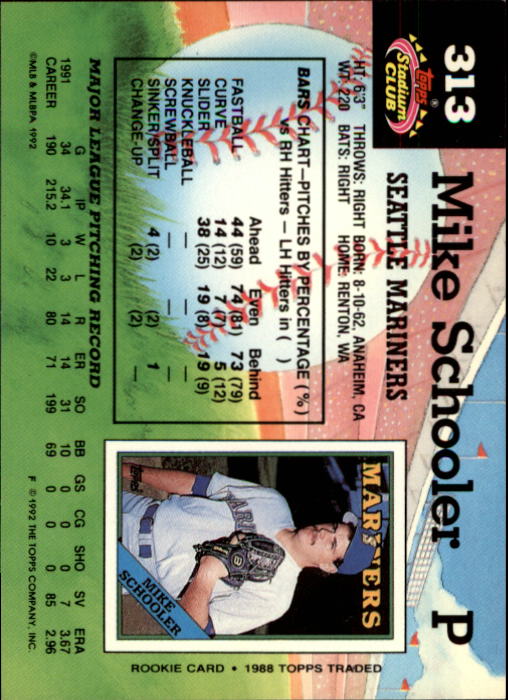 313
Mike Schooler P
topps®
Stadium
CLUB
SEATTLE MARINERS
HT: 6'3" THROWS: RIGHT BORN: 8-10-62, ANAHEIM, CA
WT: 220 BATS: RIGHT HOME: RENTON, WA
BARS CHART—PITCHES BY PERCENTAGE (%)
vs RH Hitters — LH Hitters in ( )
Ahead Even Behind
FASTBALL 44 (59) 74 (81) 73 (79)
CURVE 14 (12) 7 (7) 5 (12)
SLIDER 38 (25) 19 (8) 19 (9)
KNUCKLEBALL — — —
SCREWBALL — — —
SINKER/SPLIT 4 (2) (2) 1
CHANGE-UP (2) (2) —
MARINERS
MARIN
Topps
MIKE
SCHOOLER
ROOKIE CARD • 1988 TOPPS TRADED
MAJOR LEAGUE PITCHING RECORD
G IP W L R ER SO BB GS CG SHO SV ERA
1991 34 34.1 3 3 14 14 31 10 0 0 0 7 3.67
CAREER 190 215.2 10 22 80 71 199 69 0 0 0 85 2.96
©MLB & MLBPA 1992
F © 1992 THE TOPPS COMPANY, INC.